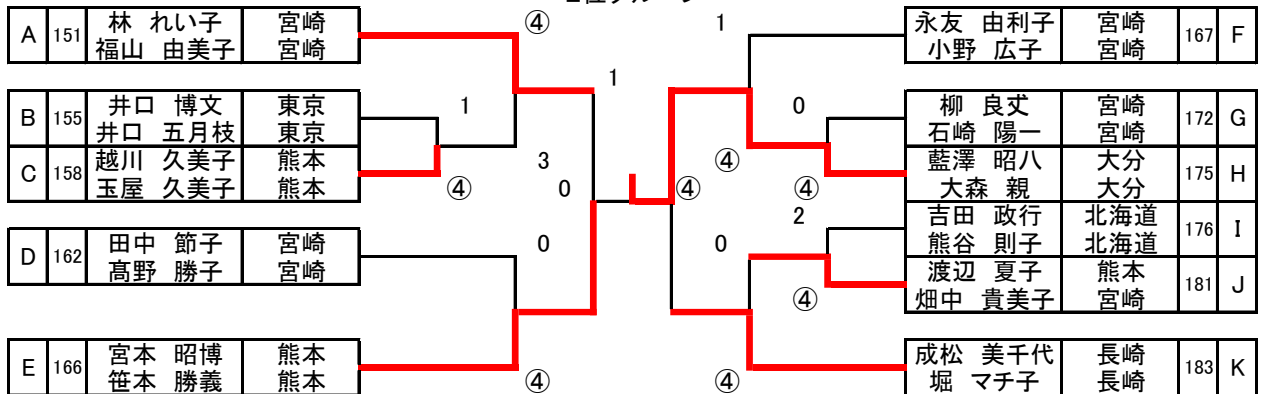 ④ 1
A 151 林 れい子 宮崎
福山 由美子 宮崎
永友 由利子 宮崎 167 F
小野 広子 宮崎
1
B 155 井口 博文 東京
井口 五月枝 東京
1
0
柳 良丈 宮崎 172 G
石崎 陽一 宮崎
C 158 越川 久美子 熊本
玉屋 久美子 熊本
④
3
0
④
④
④
藍澤 昭八 大分 175 H
大森 親 大分
2
吉田 政行 北海道 176 I
熊谷 則子 北海道
D 162 田中 節子 宮崎
髙野 勝子 宮崎
0
0
④
渡辺 夏子 熊本 181 J
畑中 貴美子 宮崎
E 166 宮本 昭博 熊本
笹本 勝義 熊本
④
④
成松 美千代 長崎 183 K
堀 マチ子 長崎